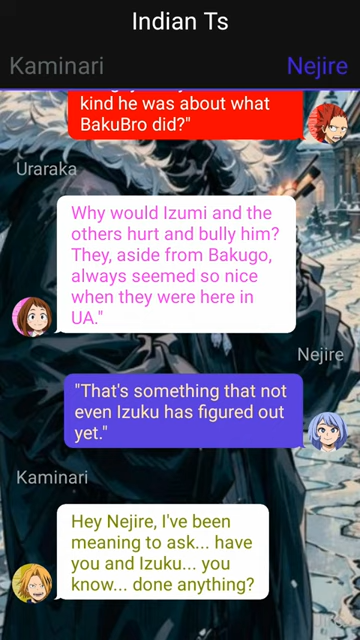 Indian Ts
Kaminari
Nejire
kind he was about what
BakuBro did?"
Uraraka
Why would Izumi and the
others hurt and bully him?
They, aside from Bakugo,
always seemed so nice
when they were here in
UA."
Nejire
"That's something that not
even Izuku has figured out
yet."
Kaminari
Hey Nejire, I've been
meaning to ask... have
you and Izuku... you
know... done anything?